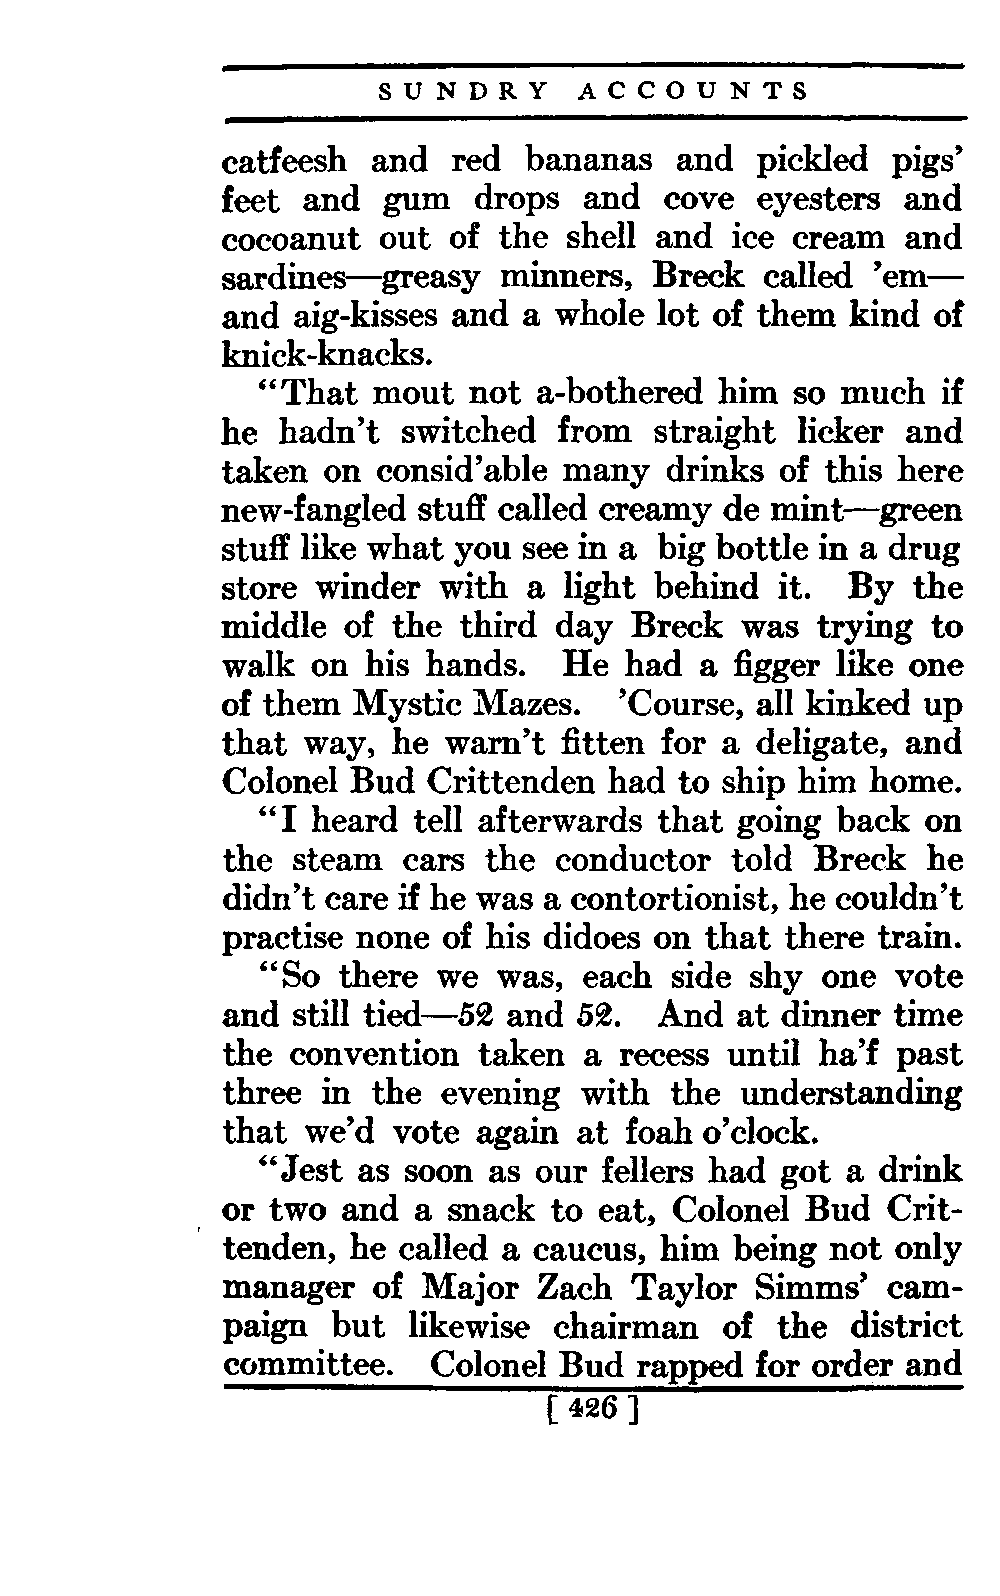 SUNDRY ACCOUNTS
catfeesh and red bananas and pickled pigs’
feet and gum drops and cove eyesters and
cocoanut out of the shell and ice cream and
sardines—greasy minners, Breck called ’em—
and aig-kisses and a whole lot of them kind of
knick-knacks.
“That mout not a-bothered him so much if
he hadn’t switched from straight licker and
taken on consid’able many drinks of this here
new-fangled stuff called creamy de mint—green
stuff like what you see in a big bottle in a drug
store winder with a light behind it. By the
middle of the third day Breck was trying to
walk on his hands. He had a figger like one
of them Mystic Mazes. ’Course, all kinked up
that way, he warn’t fitten for a deligate, and
Colonel Bud Crittenden had to ship him home.
“I heard tell afterwards that going back on
the steam cars the conductor told Breck he
didn’t care if he was a contortionist, he couldn’t
practise none of his didoes on that there train.
“So there we was, each side shy one vote
and still tied—52 and 52. And at dinner time
the convention taken a recess until ha’f past
three in the evening with the understanding
that we’d vote again at foah o’clock.
“Jest as soon as our fellers had got a drink
or two and a snack to eat, Colonel Bud Crit-
tenden, he called a caucus, him being not only
manager of Major Zach Taylor Simms’ cam-
paign but likewise chairman of the district
committee. Colonel Bud rapped for order and
[ 426 ]